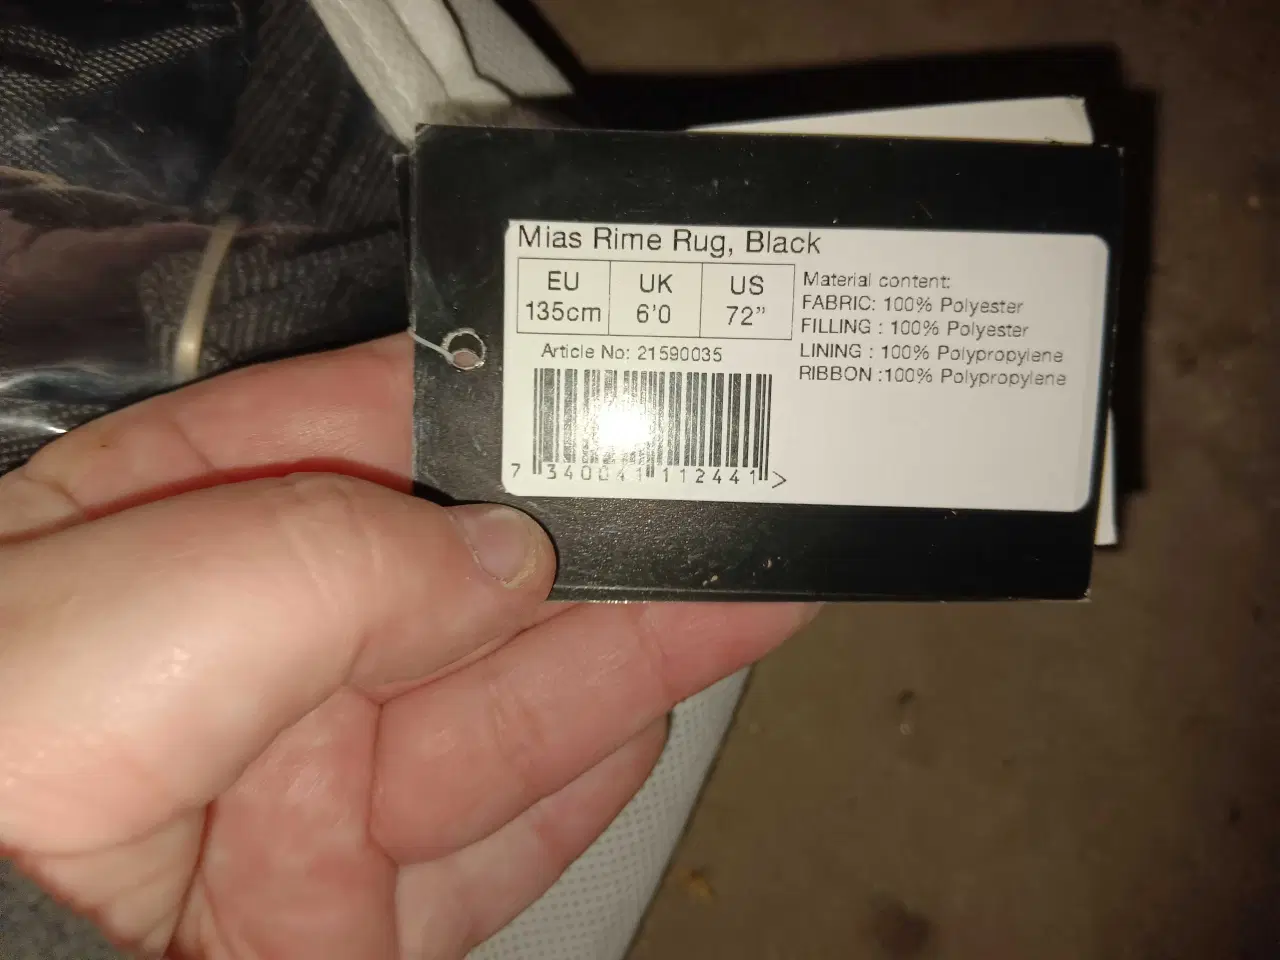 Mias Rime Rug, Black
EU UK US
135cm 6'0 72"
Article No: 21590035
7 340041 112441 >
Material content:
FABRIC: 100% Polyester
FILLING : 100% Polyester
LINING : 100% Polypropylene
RIBBON :100% Polypropylene